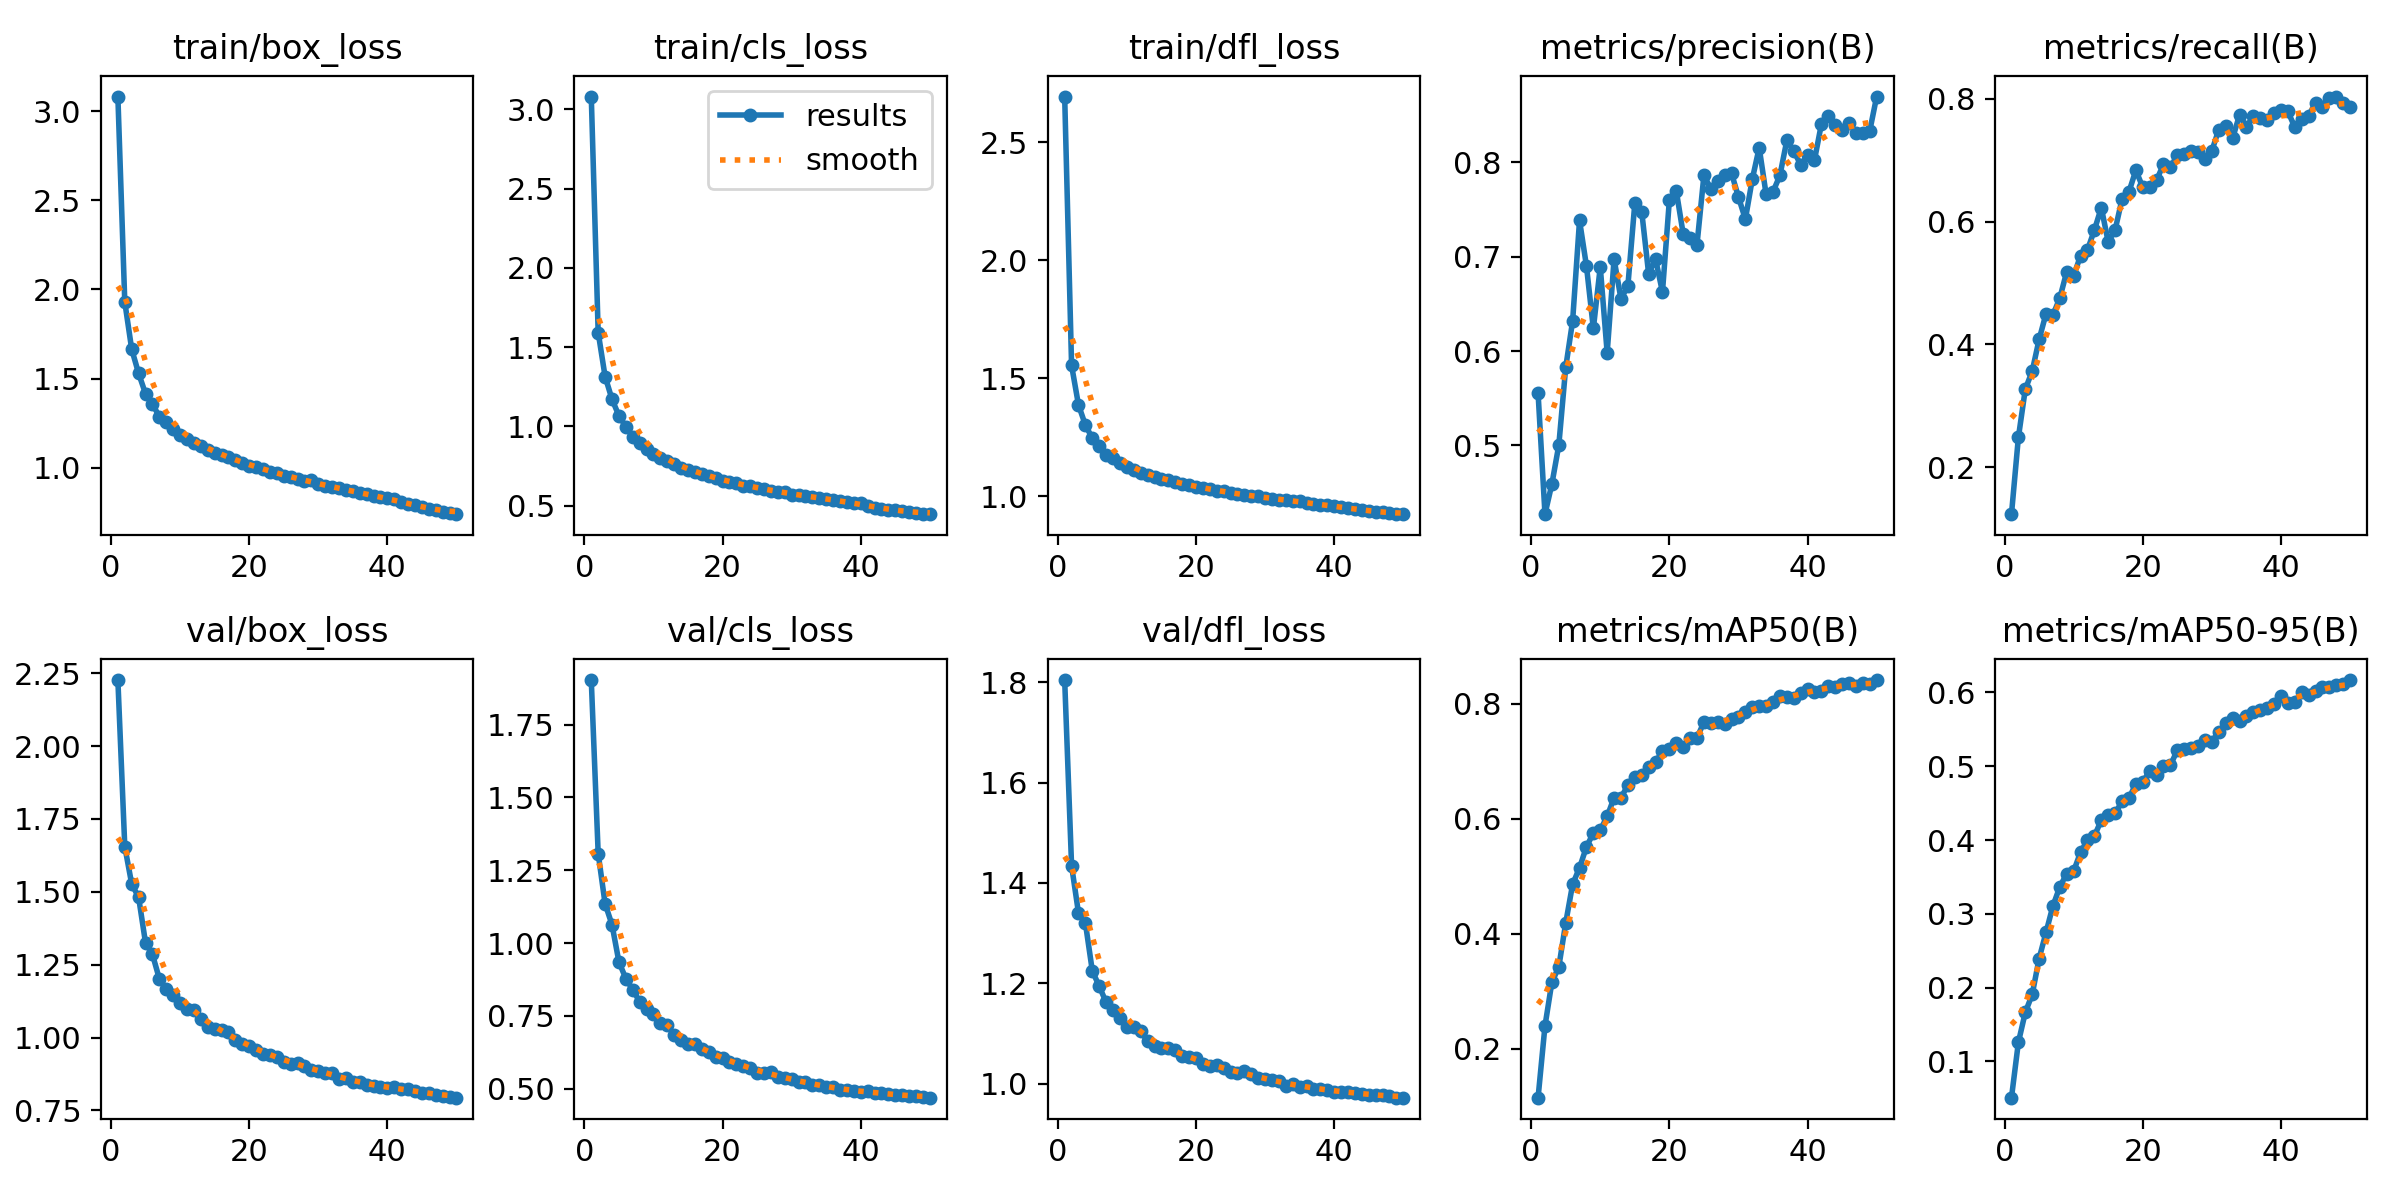 train/box_loss
3.0
2.5
2.0
1.5
1.0
0 20 40
train/cls_loss
results
smooth
3.0
2.5
2.0
1.5
1.0
0.5
0 20 40
train/dfl_loss
2.5
2.0
1.5
1.0
0 20 40
metrics/precision(B)
0.8
0.7
0.6
0.5
0 20 40
metrics/recall(B)
0.8
0.6
0.4
0.2
0 20 40
val/box_loss
2.25
2.00
1.75
1.50
1.25
1.00
0.75
0 20 40
val/cls_loss
1.75
1.50
1.25
1.00
0.75
0.50
0 20 40
val/dfl_loss
1.8
1.6
1.4
1.2
1.0
0 20 40
metrics/mAP50(B)
0.8
0.6
0.4
0.2
0 20 40
metrics/mAP50-95(B)
0.6
0.5
0.4
0.3
0.2
0.1
0 20 40